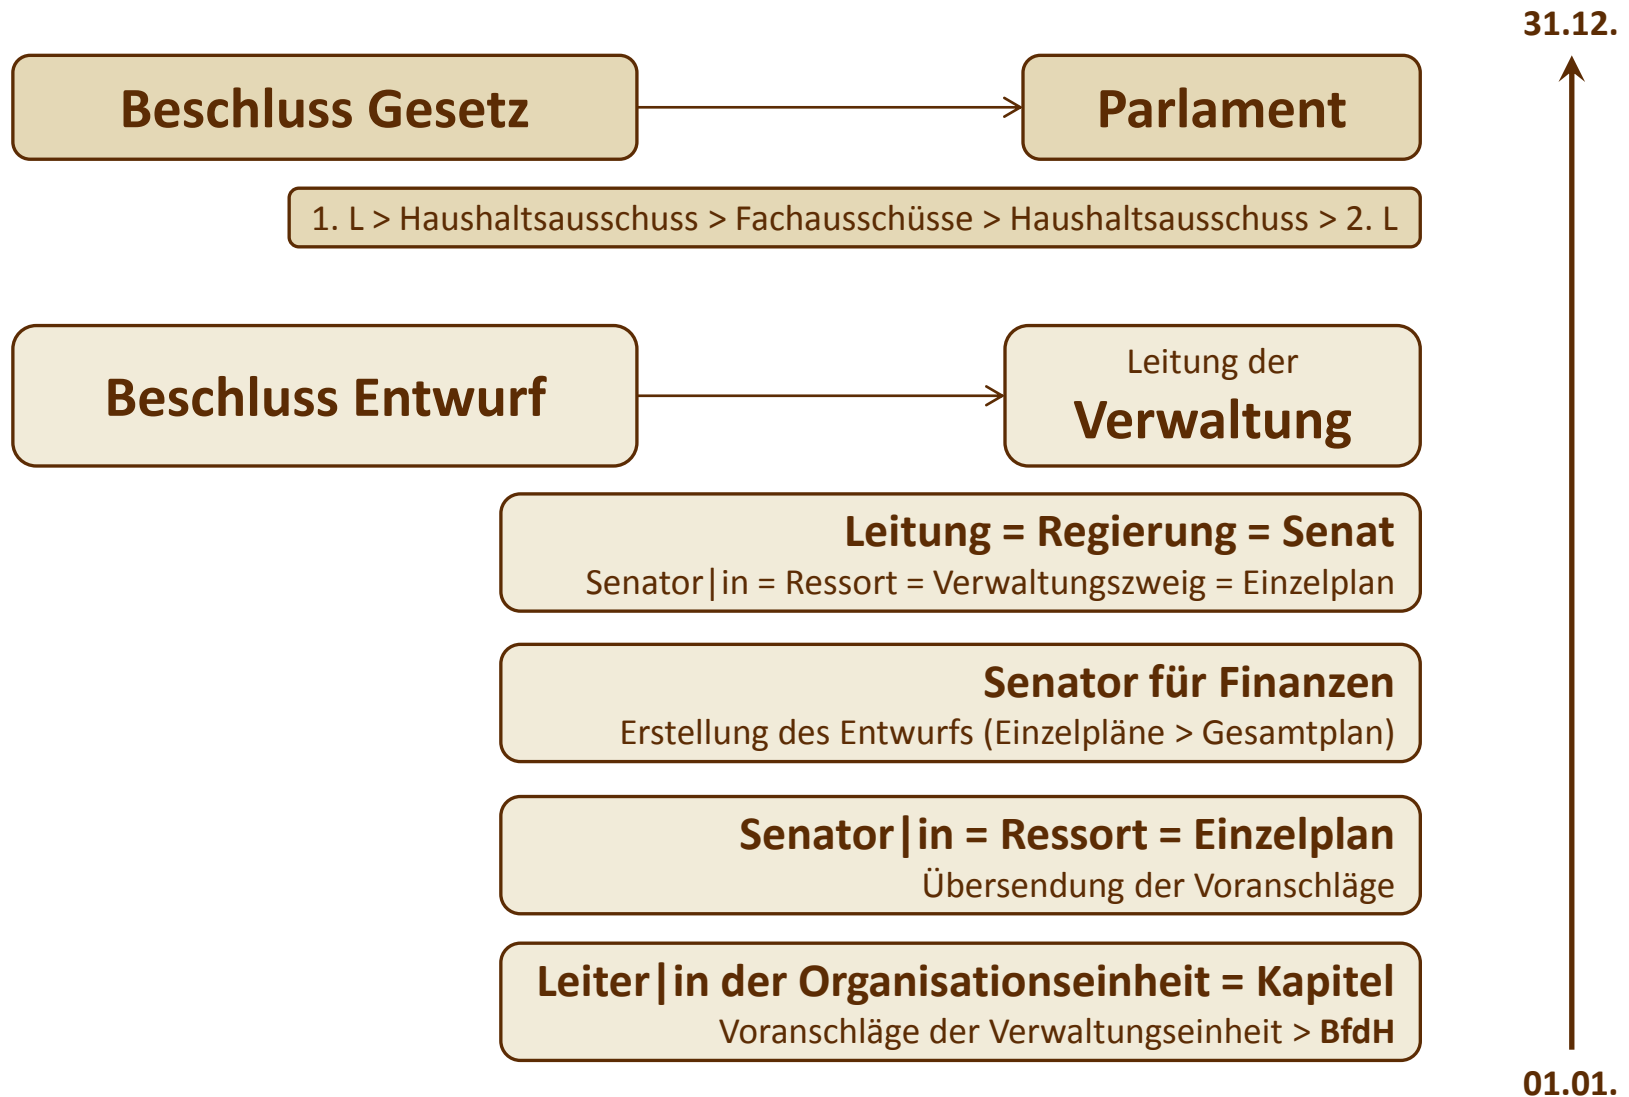 31.12.
Beschluss Gesetz
Parlament
1. L > Haushaltsausschuss > Fachausschüsse > Haushaltsausschuss > 2. L
Beschluss Entwurf
Leitung der
Verwaltung
Leitung = Regierung = Senat
Senator|in = Ressort = Verwaltungszweig = Einzelplan
Senator für Finanzen
Erstellung des Entwurfs (Einzelpläne > Gesamtplan)
Senator|in = Ressort = Einzelplan
Übersendung der Voranschläge
Leiter|in der Organisationseinheit = Kapitel
Voranschläge der Verwaltungseinheit > BfdH
01.01.